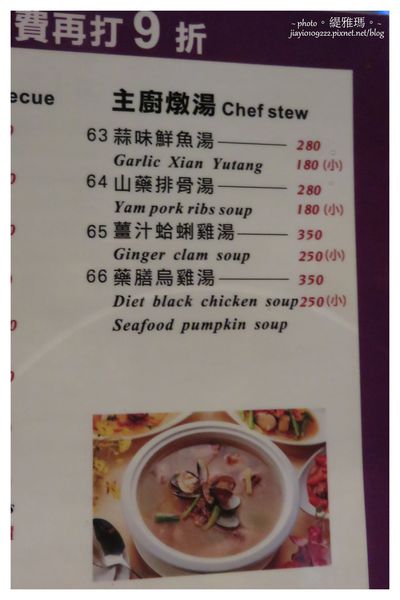 ~ photo。緹雅瑪。~
jiayi0109222.pixnet.net/blog
費再打 9 折
ecue
主廚燉湯 Chef stew
63 蒜味鮮魚湯 280
Garlic Xian Yutang 180(小)
64 山藥排骨湯 280
Yam pork ribs soup 180(小)
65 薑汁蛤蜊雞湯 350
Ginger clam soup 250(小)
66 藥膳烏雞湯 350
Diet black chicken soup 250(小)
Seafood pumpkin soup